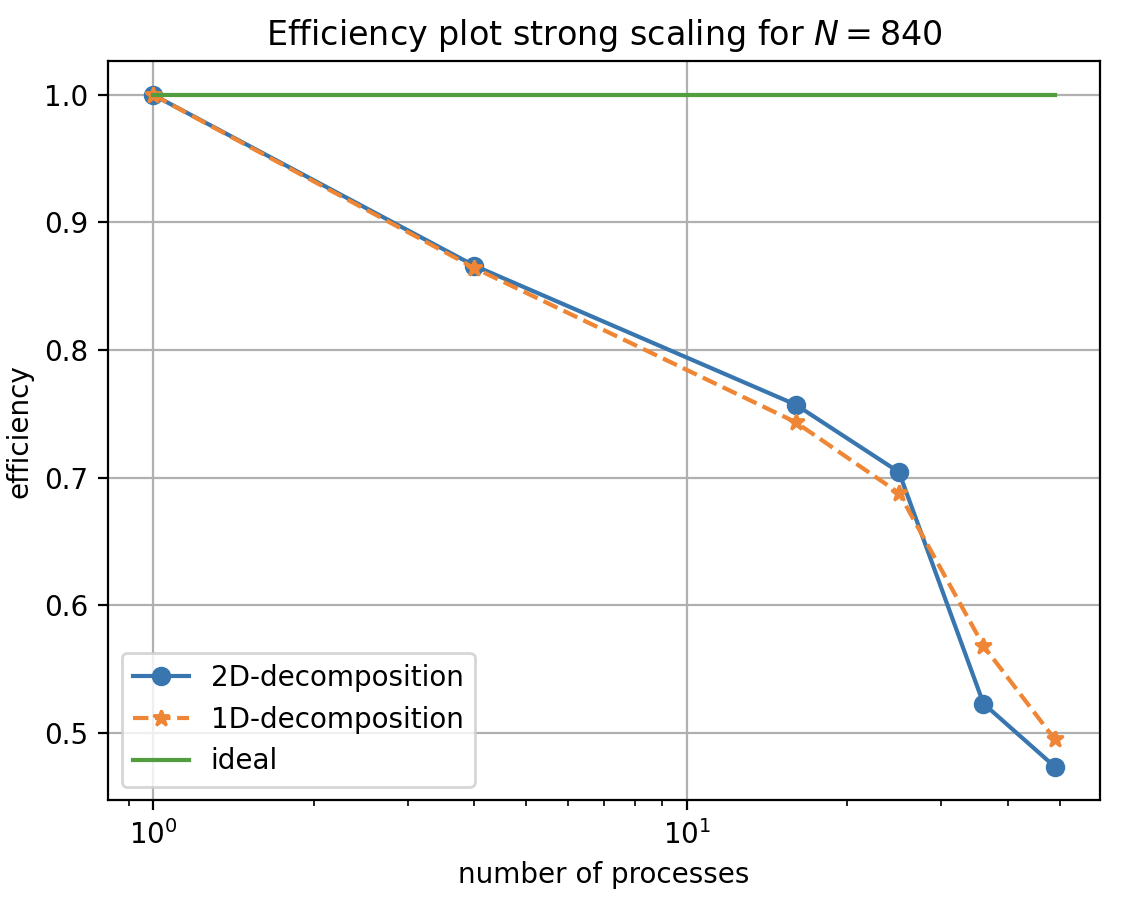 Efficiency plot strong scaling for N = 840
efficiency
1.0
0.9
0.8
0.7
0.6
0.5
2D-decomposition
1D-decomposition
ideal
10⁰ 10¹
number of processes